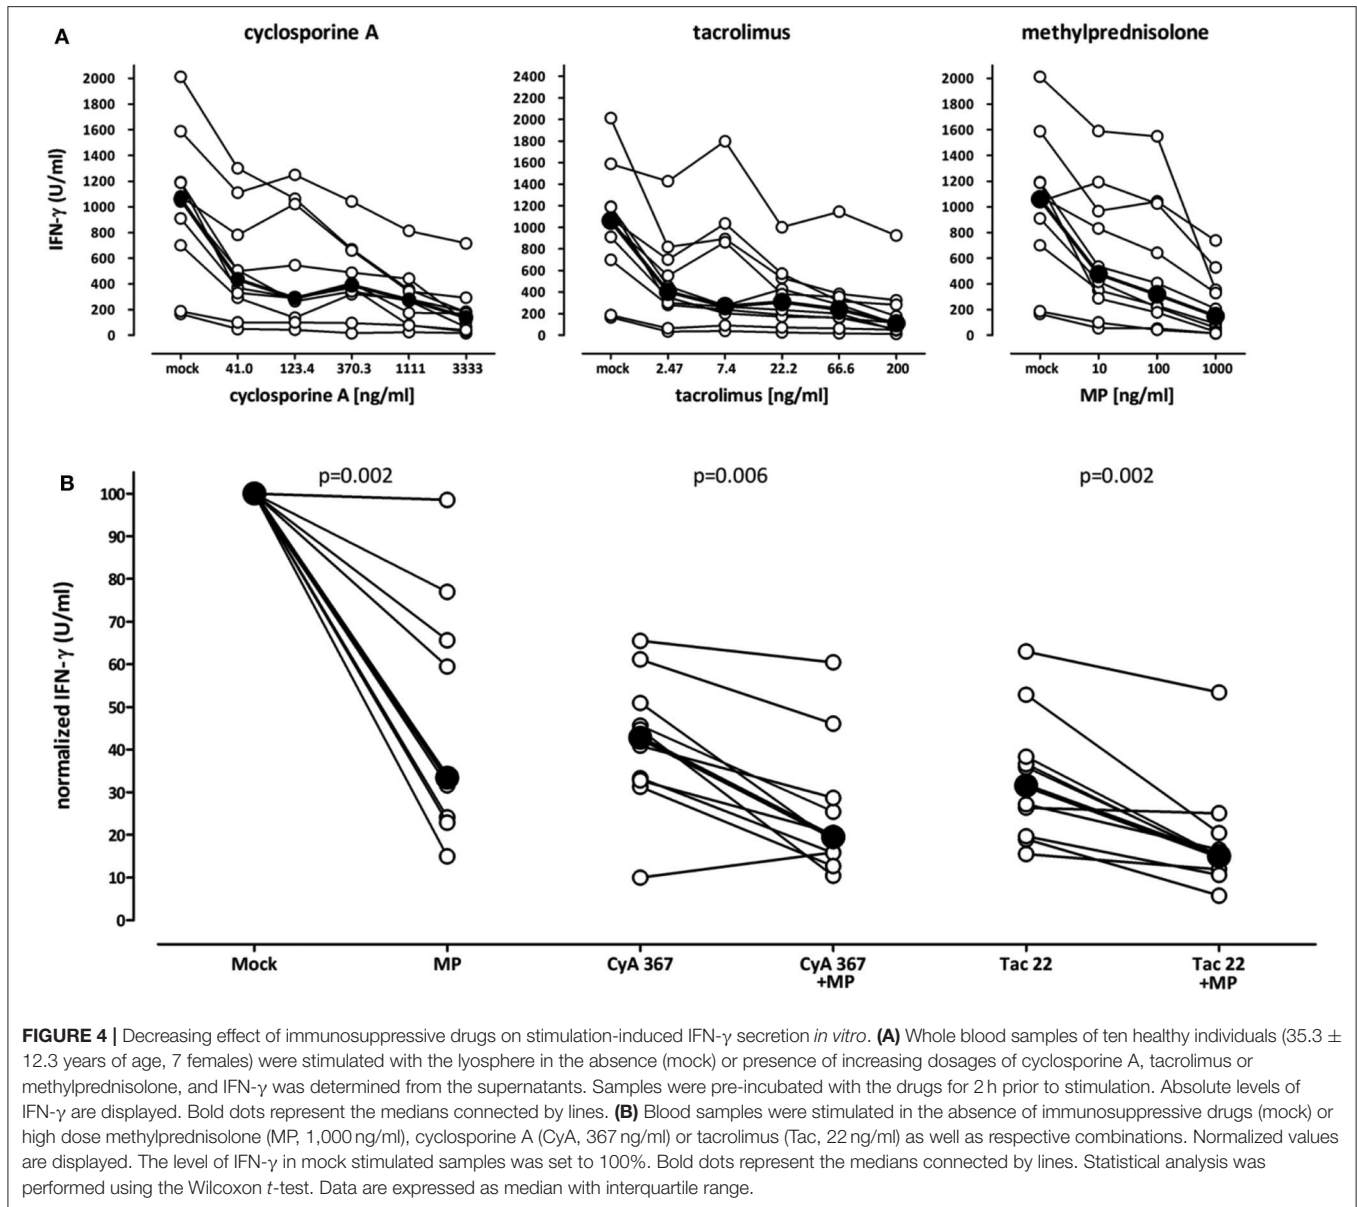 A
cyclosporine A
tacrolimus
methylprednisolone
IFN-γ (U/ml)
2000
1800
1600
1400
1200
1000
800
600
400
200
0
mock 41.0 123.4 370.3 1111 3333
cyclosporine A [ng/ml]
2400
2200
2000
1800
1600
1400
1200
1000
800
600
400
200
0
mock 2.47 7.4 22.2 66.6 200
tacrolimus [ng/ml]
2000
1800
1600
1400
1200
1000
800
600
400
200
0
mock 10 100 1000
MP [ng/ml]
B
p=0.002
p=0.006
p=0.002
normalized IFN-γ (U/ml)
100
90
80
70
60
50
40
30
20
10
0
Mock
MP
CyA 367
CyA 367
+MP
Tac 22
Tac 22
+MP
FIGURE 4 | Decreasing effect of immunosuppressive drugs on stimulation-induced IFN-γ secretion in vitro. (A) Whole blood samples of ten healthy individuals (35.3 ±
12.3 years of age, 7 females) were stimulated with the lyosphere in the absence (mock) or presence of increasing dosages of cyclosporine A, tacrolimus or
methylprednisolone, and IFN-γ was determined from the supernatants. Samples were pre-incubated with the drugs for 2 h prior to stimulation. Absolute levels of
IFN-γ are displayed. Bold dots represent the medians connected by lines. (B) Blood samples were stimulated in the absence of immunosuppressive drugs (mock) or
high dose methylprednisolone (MP, 1,000 ng/ml), cyclosporine A (CyA, 367 ng/ml) or tacrolimus (Tac, 22 ng/ml) as well as respective combinations. Normalized values
are displayed. The level of IFN-γ in mock stimulated samples was set to 100%. Bold dots represent the medians connected by lines. Statistical analysis was
performed using the Wilcoxon t-test. Data are expressed as median with interquartile range.